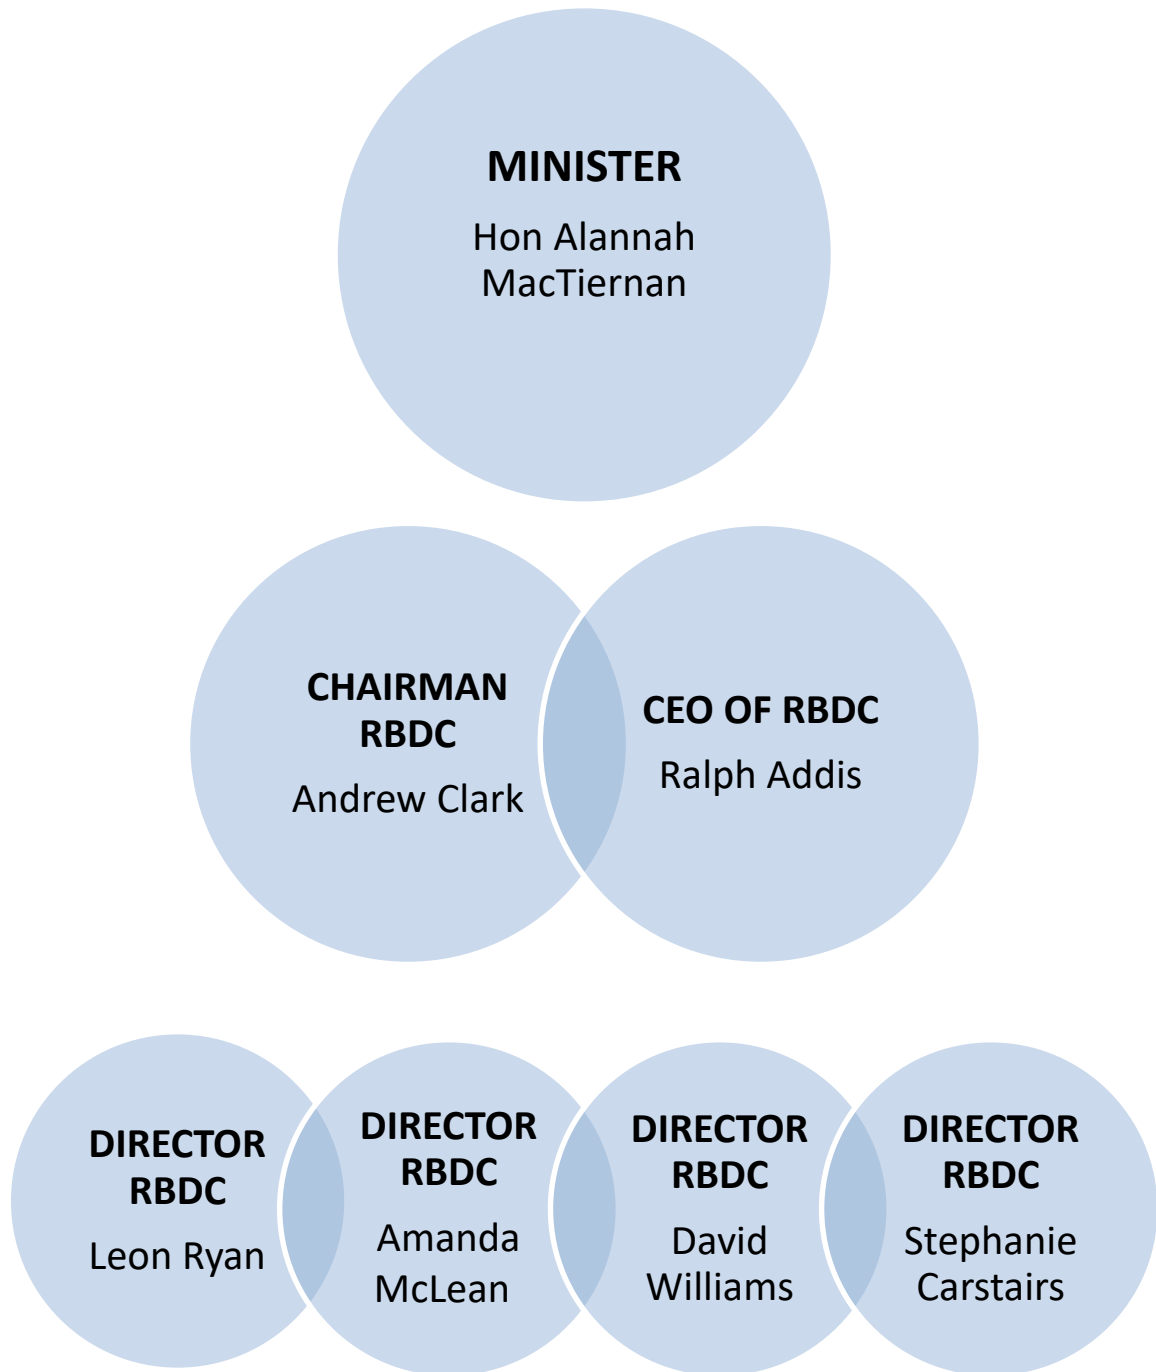 MINISTER
Hon Alannah
MacTiernan
CHAIRMAN
RBDC
Andrew Clark
CEO OF RBDC
Ralph Addis
DIRECTOR
RBDC
Leon Ryan
DIRECTOR
RBDC
Amanda
McLean
DIRECTOR
RBDC
David
Williams
DIRECTOR
RBDC
Stephanie
Carstairs